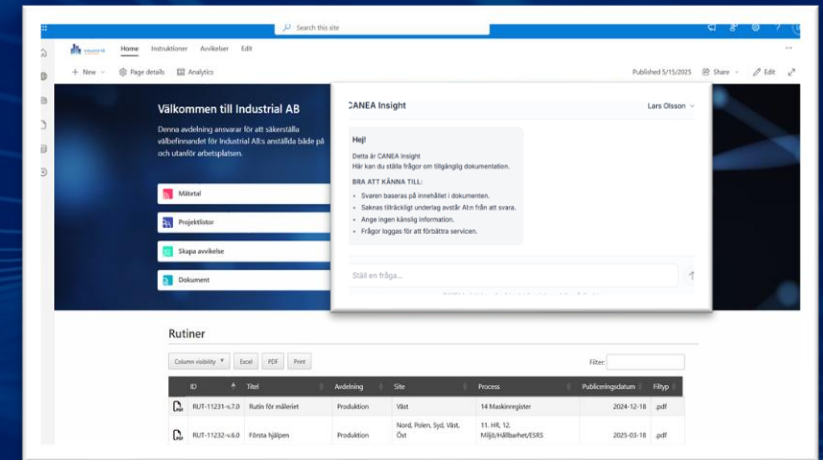 Search this site
Industrial AB
Home Instruktioner Avvikelser Edit
+ New Page details Analytics
Published 5/15/2025 Share Edit
Välkommen till Industrial AB
Denna avdelning ansvarar för att säkerställa
välbefinnandet för Industrial AB:s anställda både på
och utanför arbetsplatsen.
Mätetal
Projektlistor
Skapa avvikelse
Dokument
CANEA Insight
Lars Olsson
Hej!
Detta är CANEA Insight
Här kan du ställa frågor om tillgänglig dokumentation.
BRA ATT KÄNNA TILL:
• Svaren baseras på innehållet i dokumenten.
• Saknas tillräckligt underlag avstår AI:n från att svara.
• Ange ingen känslig information.
• Frågor loggas för att förbättra servicen.
Ställ en fråga...
Rutiner
Column visibility Excel PDF Print
Filter:
ID Titel Avdelning Site Process Publiceringsdatum Filtyp
RUT-11231-v.7.0 Rutin för måleriet Produktion Väst 14 Maskinregister 2024-12-18 .pdf
RUT-11232-v.6.0 Första hjälpen Produktion Nord, Polen, Syd, Väst, Öst 11. HR, 12. Miljö/Hållbarhet/ESRS 2025-03-18 .pdf